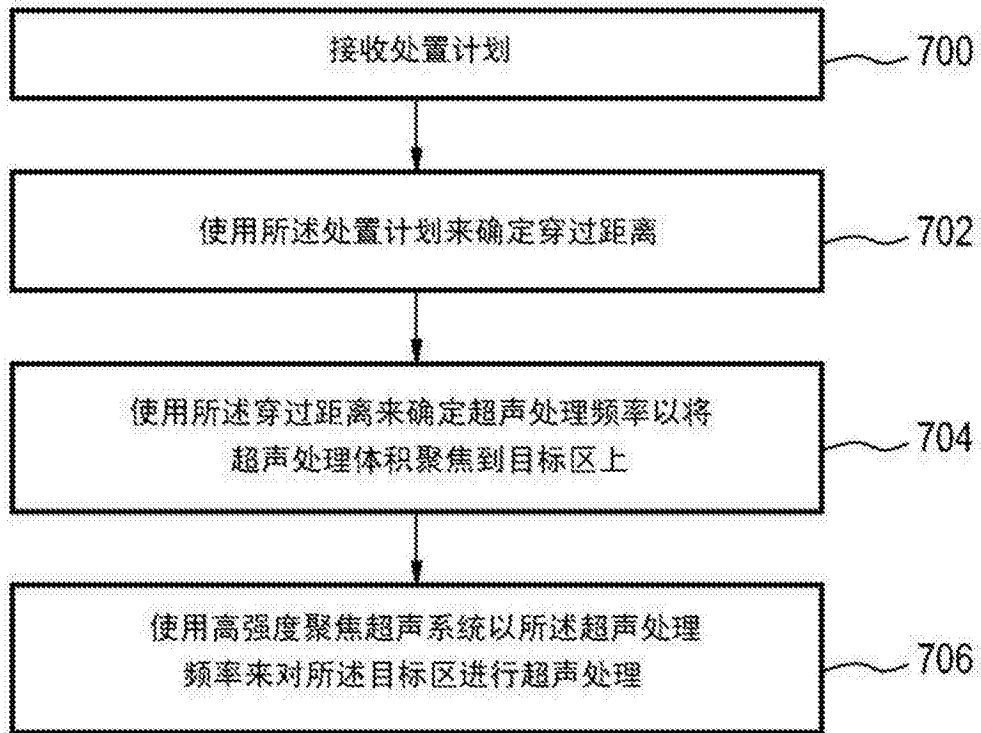 接收处置计划
700
使用所述处置计划来确定穿过距离
702
使用所述穿过距离来确定超声处理频率以将
超声处理体积聚焦到目标区上
704
使用高强度聚焦超声系统以所述超声处理
频率来对所述目标区进行超声处理
706